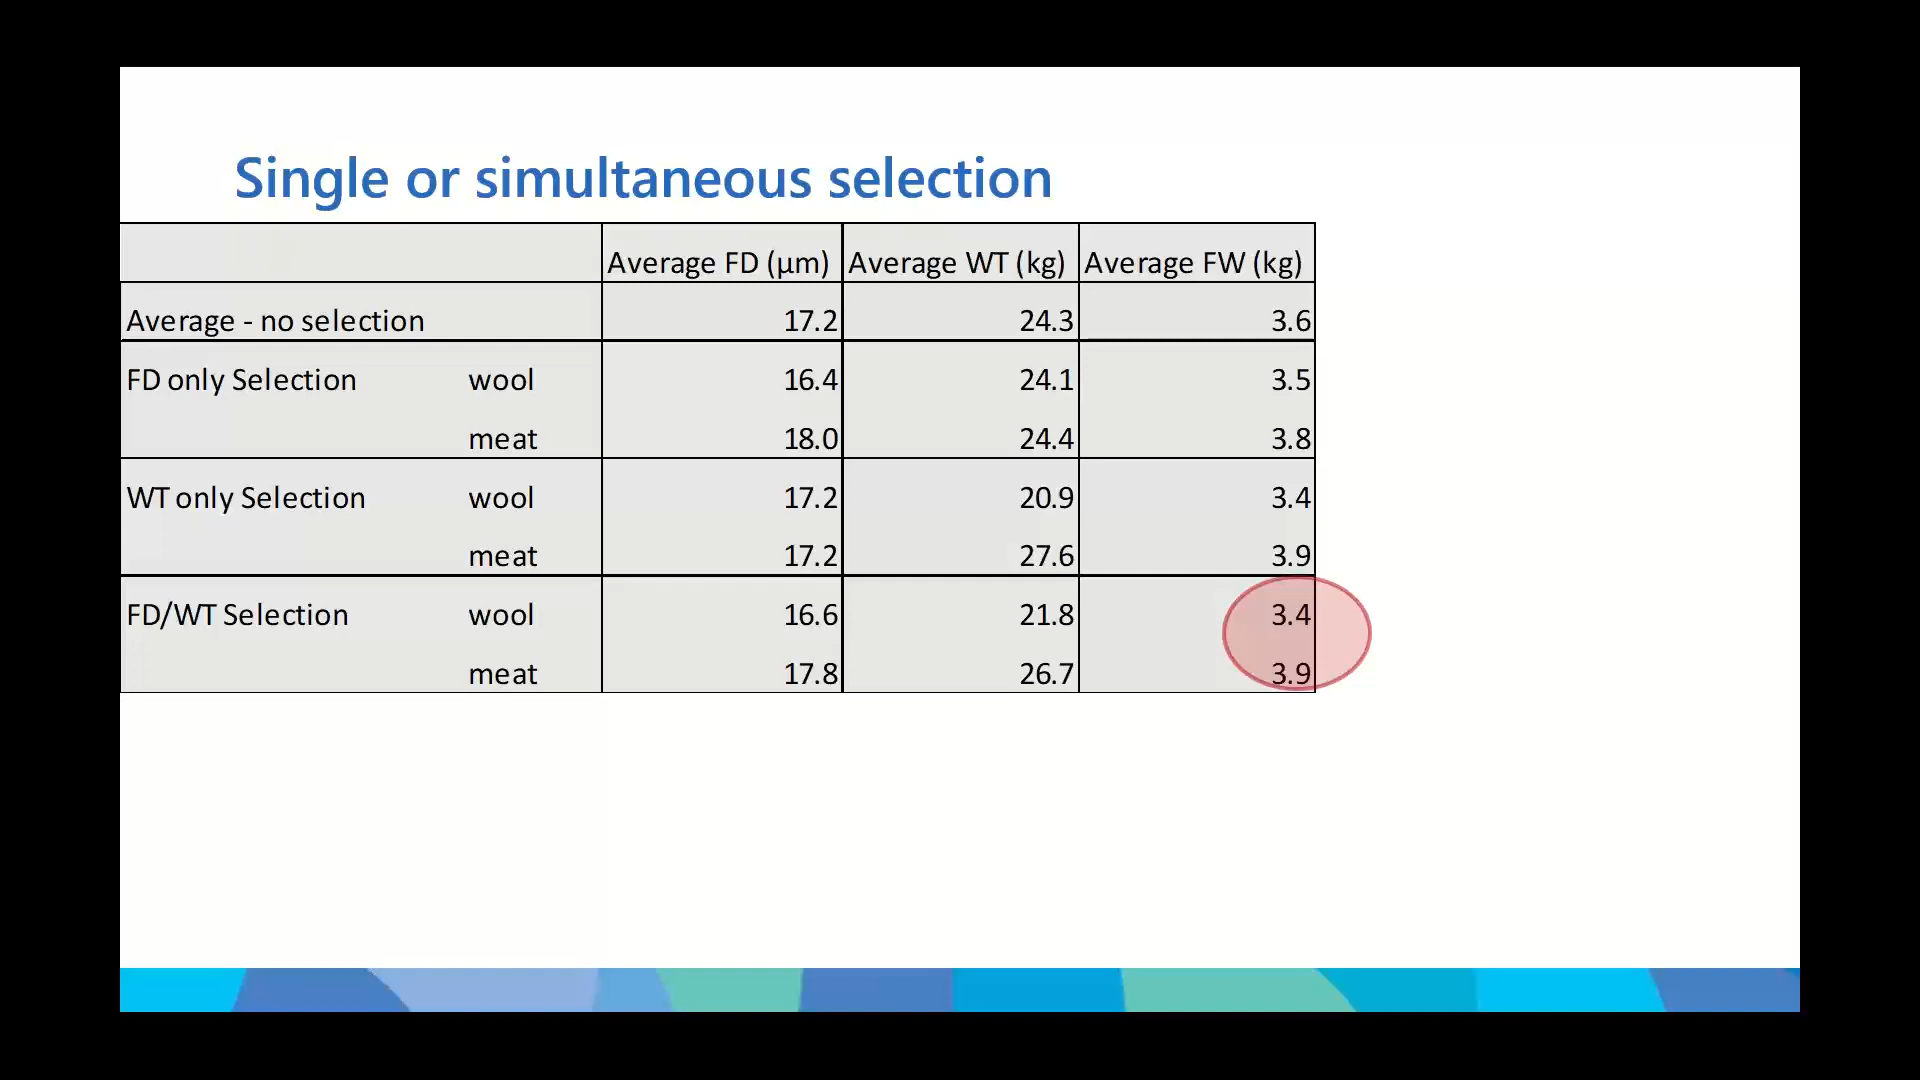 Single or simultaneous selection
Average FD (µm) Average WT (kg) Average FW (kg)
Average - no selection 17.2 24.3 3.6
FD only Selection wool 16.4 24.1 3.5
meat 18.0 24.4 3.8
WT only Selection wool 17.2 20.9 3.4
meat 17.2 27.6 3.9
FD/WT Selection wool 16.6 21.8 3.4
meat 17.8 26.7 3.9